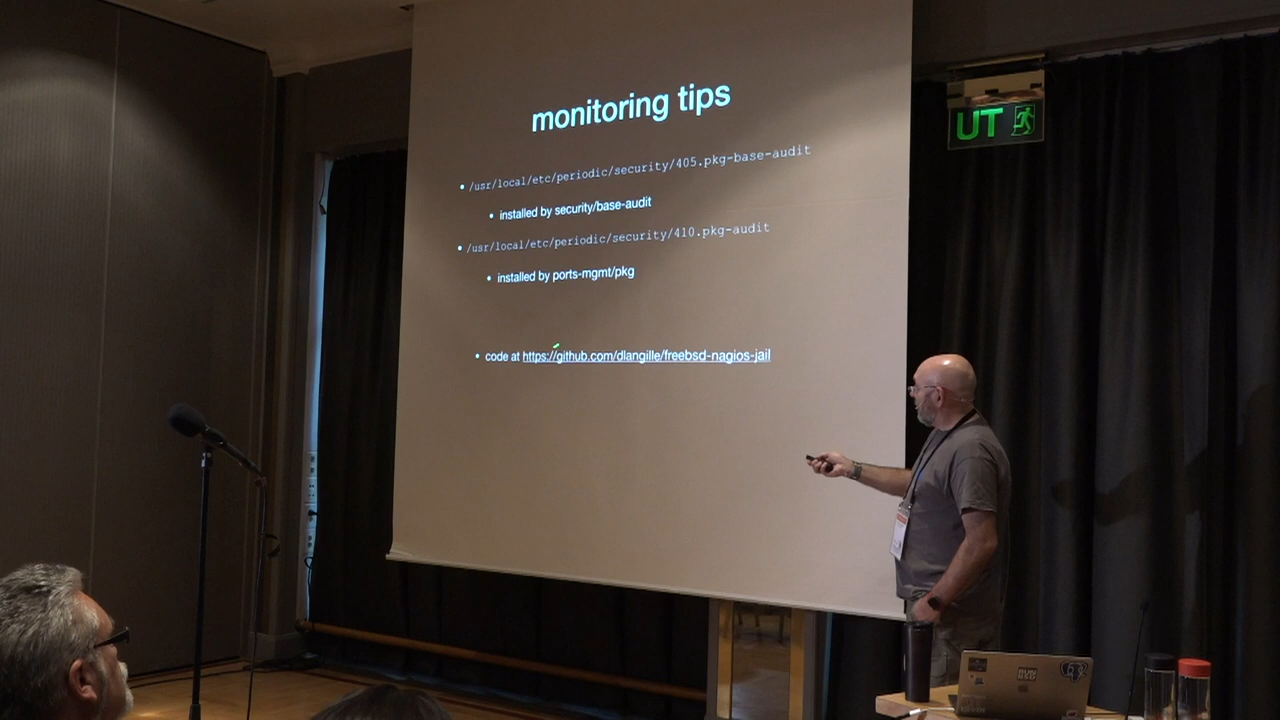 monitoring tips
• /usr/local/etc/periodic/security/405.pkg-base-audit
• installed by security/base-audit
• /usr/local/etc/periodic/security/410.pkg-audit
• installed by ports-mgmt/pkg
• code at https://github.com/dlangille/freebsd-nagios-jail
UT